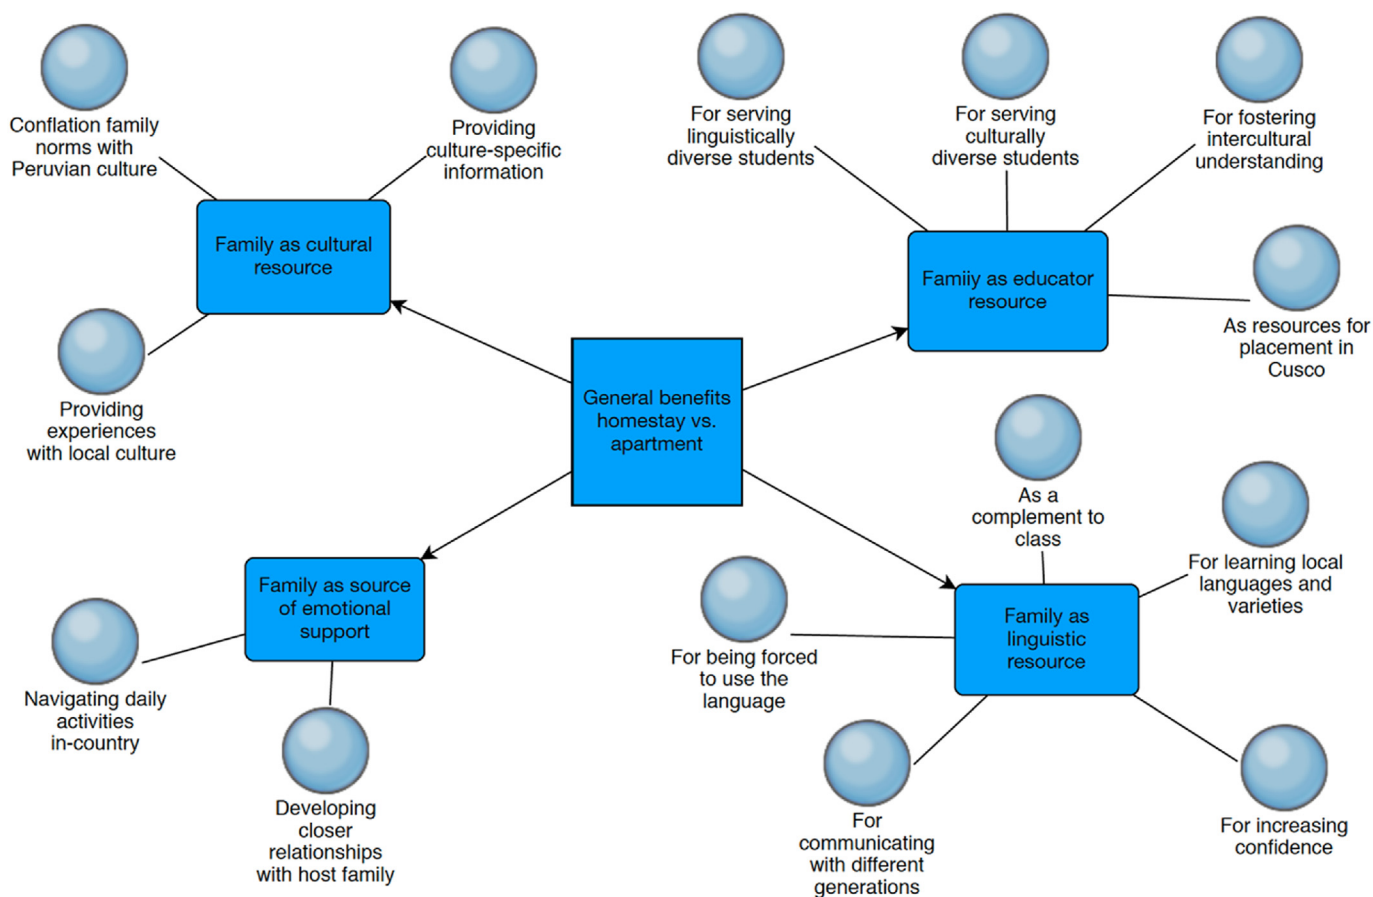 Conflation family
norms with
Peruvian culture
Providing
culture-specific
information
For serving
linguistically
diverse students
For serving
culturally
diverse students
For fostering
intercultural
understanding
Family as cultural
resource
Family as educator
resource
As resources for
placement in
Cusco
Providing
experiences
with local culture
General benefits
homestay vs.
apartment
As a
complement to
class
For learning local
languages and
varieties
Family as source
of emotional
support
Family as
linguistic
resource
For being forced
to use the
language
Navigating daily
activities
in-country
Developing
closer
relationships
with host family
For
communicating
with different
generations
For increasing
confidence